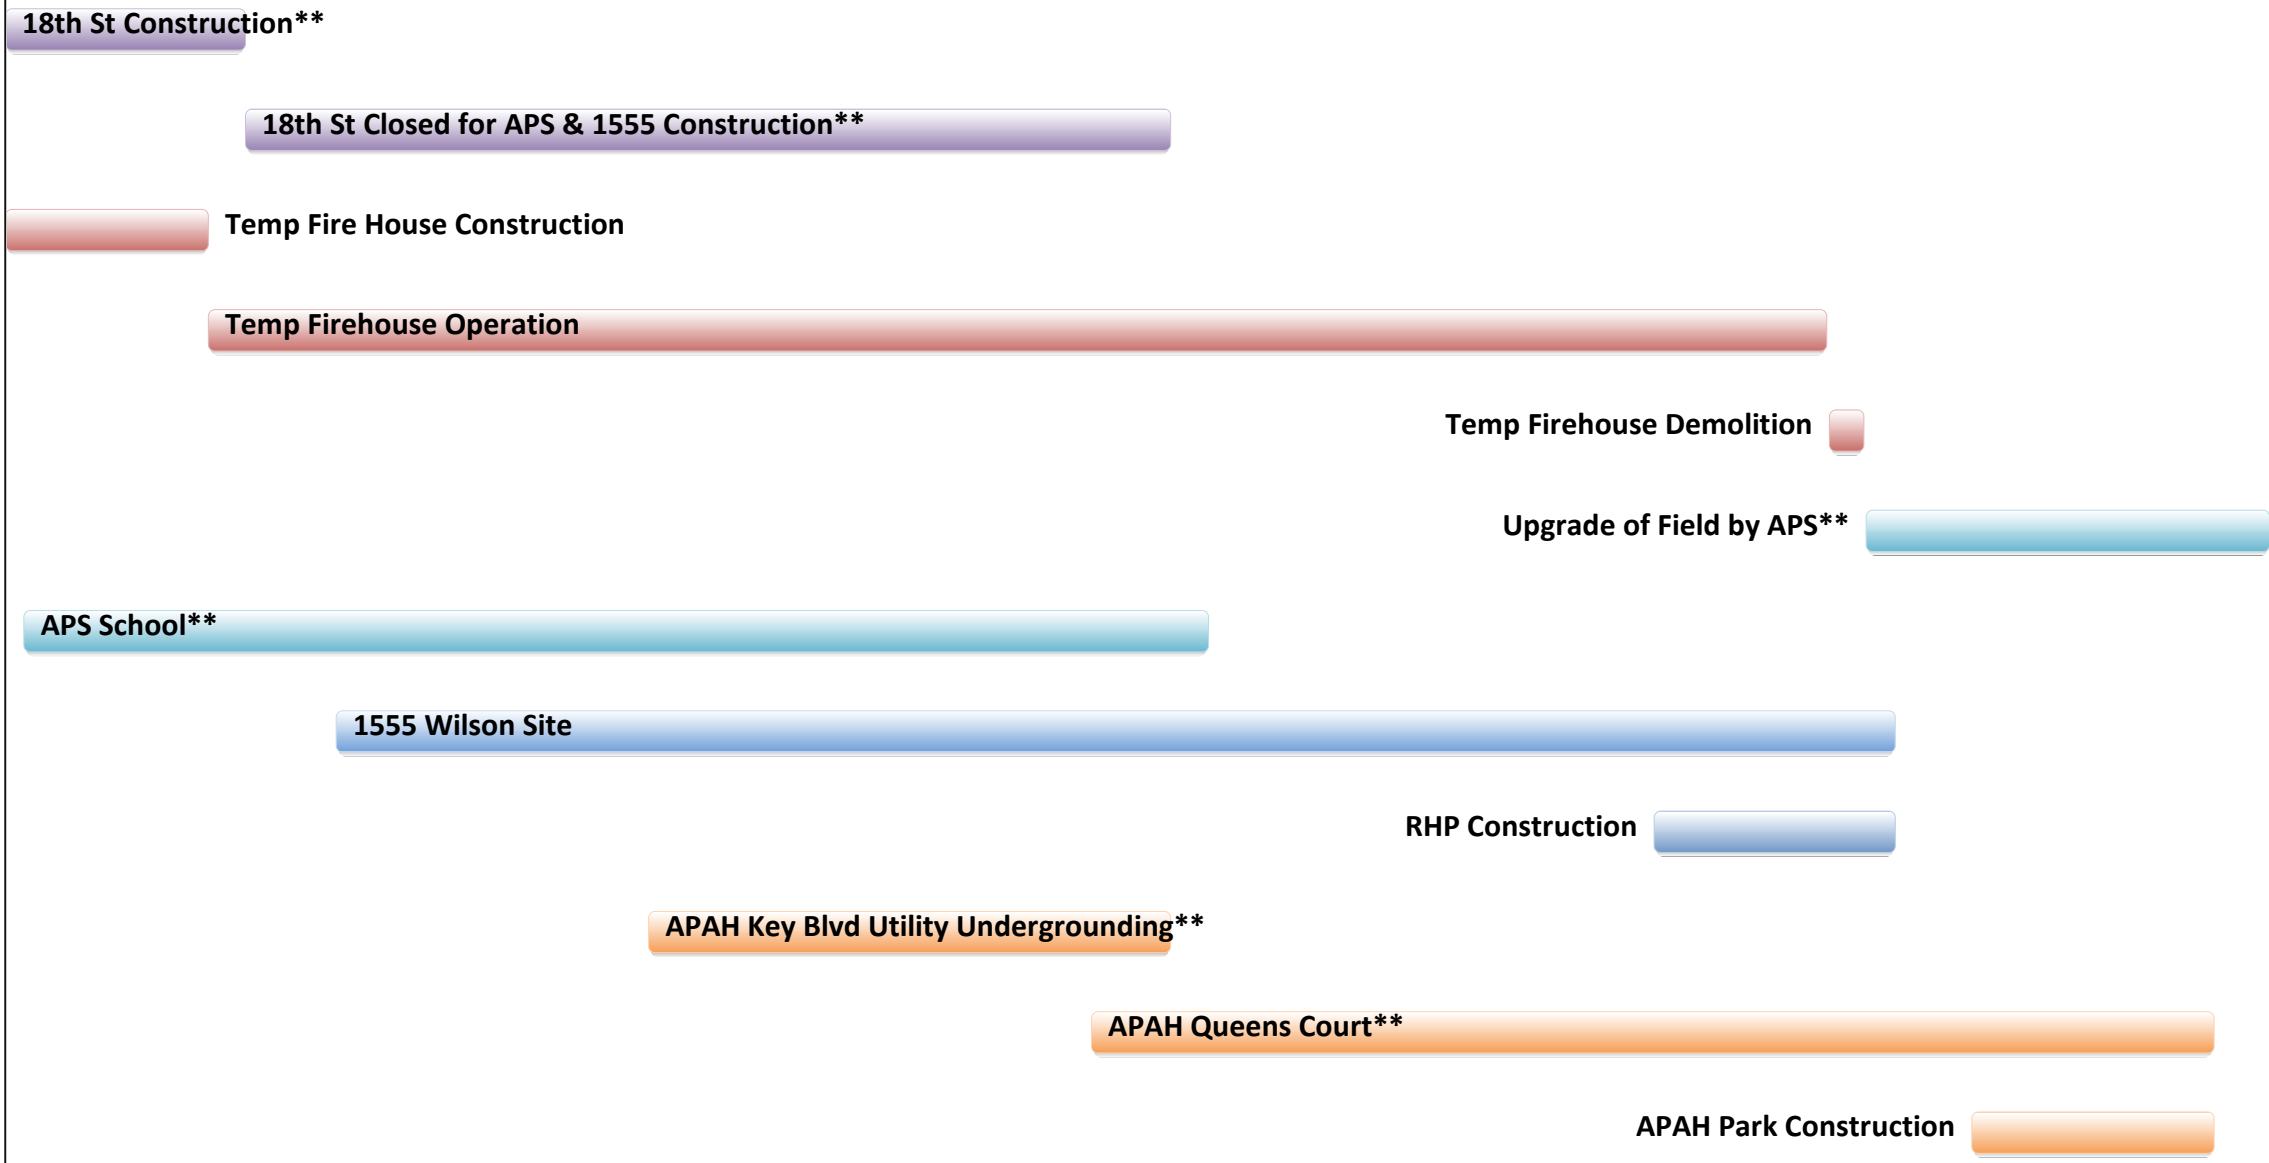 18th St Construction**
18th St Closed for APS & 1555 Construction**
Temp Fire House Construction
Temp Firehouse Operation
Temp Firehouse Demolition
Upgrade of Field by APS**
APS School**
1555 Wilson Site
RHP Construction
APAH Key Blvd Utility Undergrounding**
APAH Queens Court**
APAH Park Construction